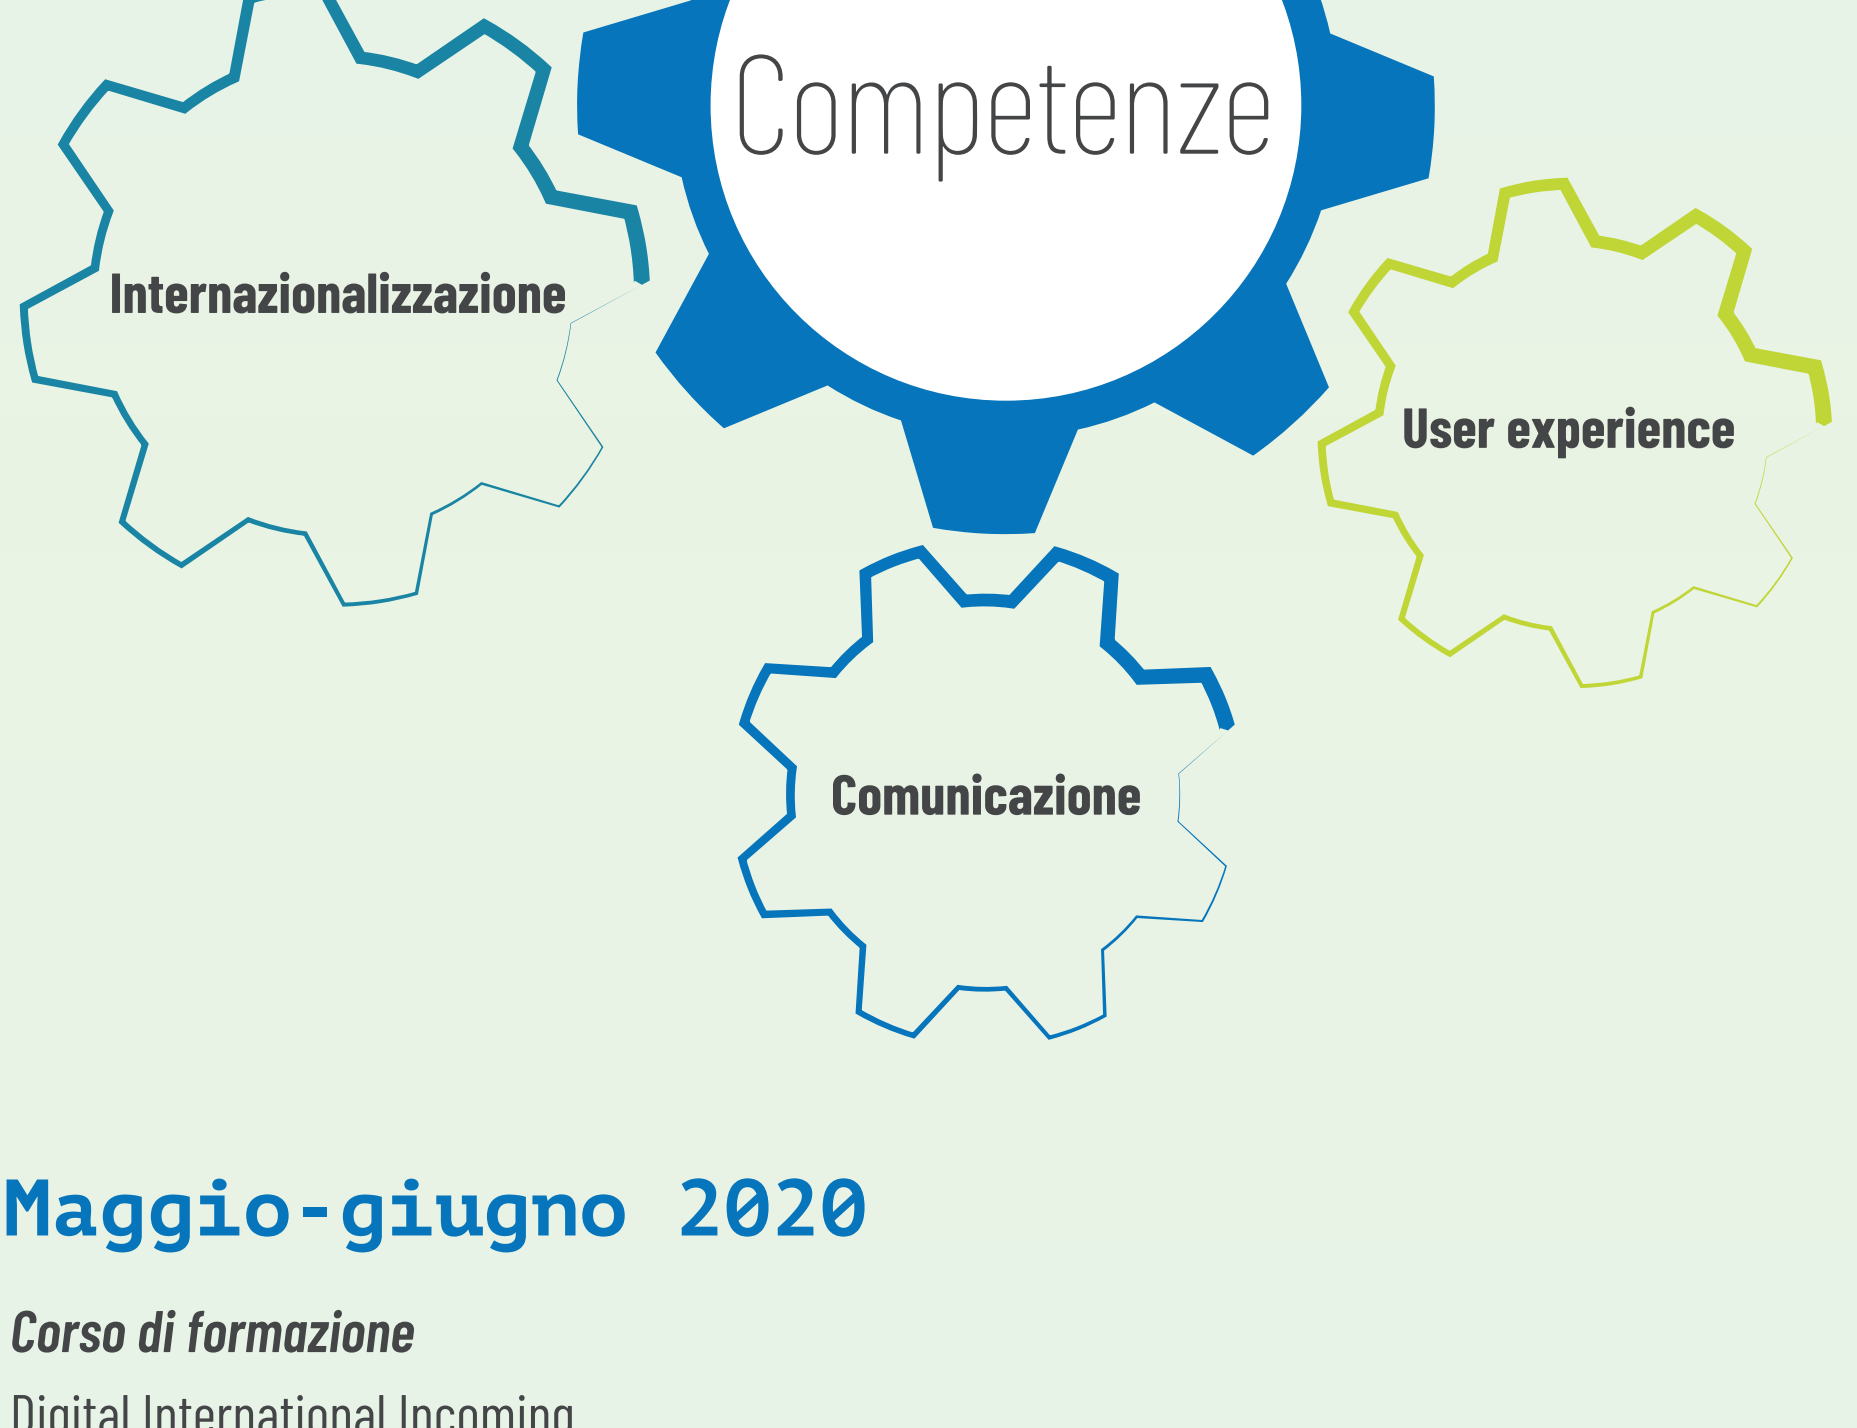 Competenze
Internazionalizzazione
User experience
Comunicazione
Maggio-giugno 2020
Corso di formazione
Digital International Incoming